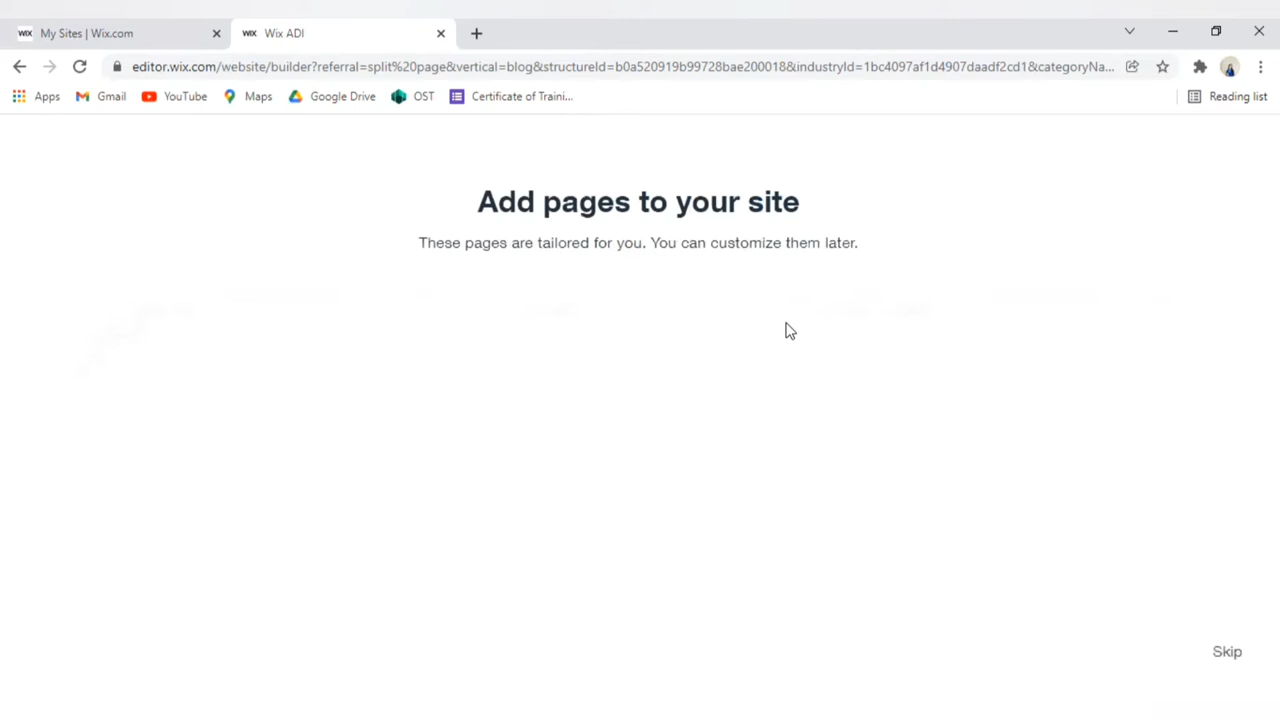 WIX My Sites | Wix.com
WIX Wix ADI
editor.wix.com/website/builder?referral=split%20page&vertical=blog&structureId=b0a520919b99728bae200018&industryId=1bc4097af1d4907daadf2cd1&categoryNa...
Apps Gmail YouTube Maps Google Drive OST Certificate of Traini... Reading list
Add pages to your site
These pages are tailored for you. You can customize them later.
Skip